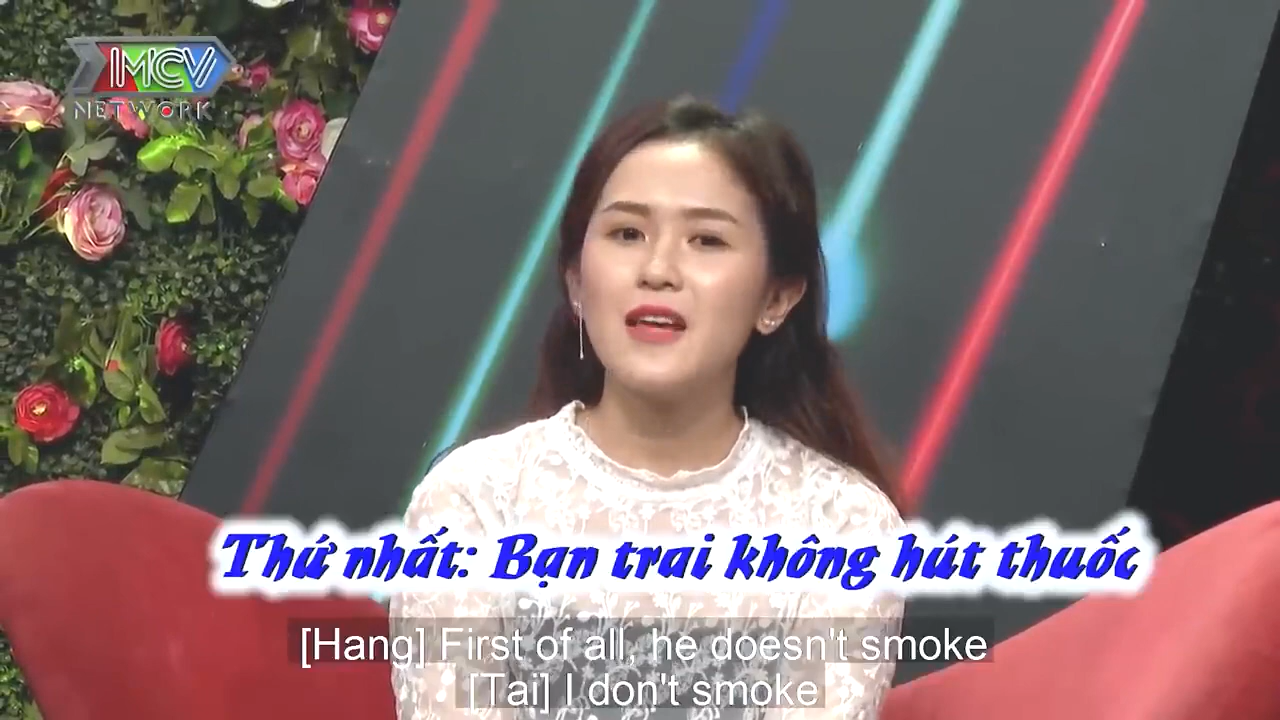 MCV
NETWORK
Thứ nhất: Bạn trai không hút thuốc
[Hang] First of all, he doesn't smoke
[Tai] I don't smoke